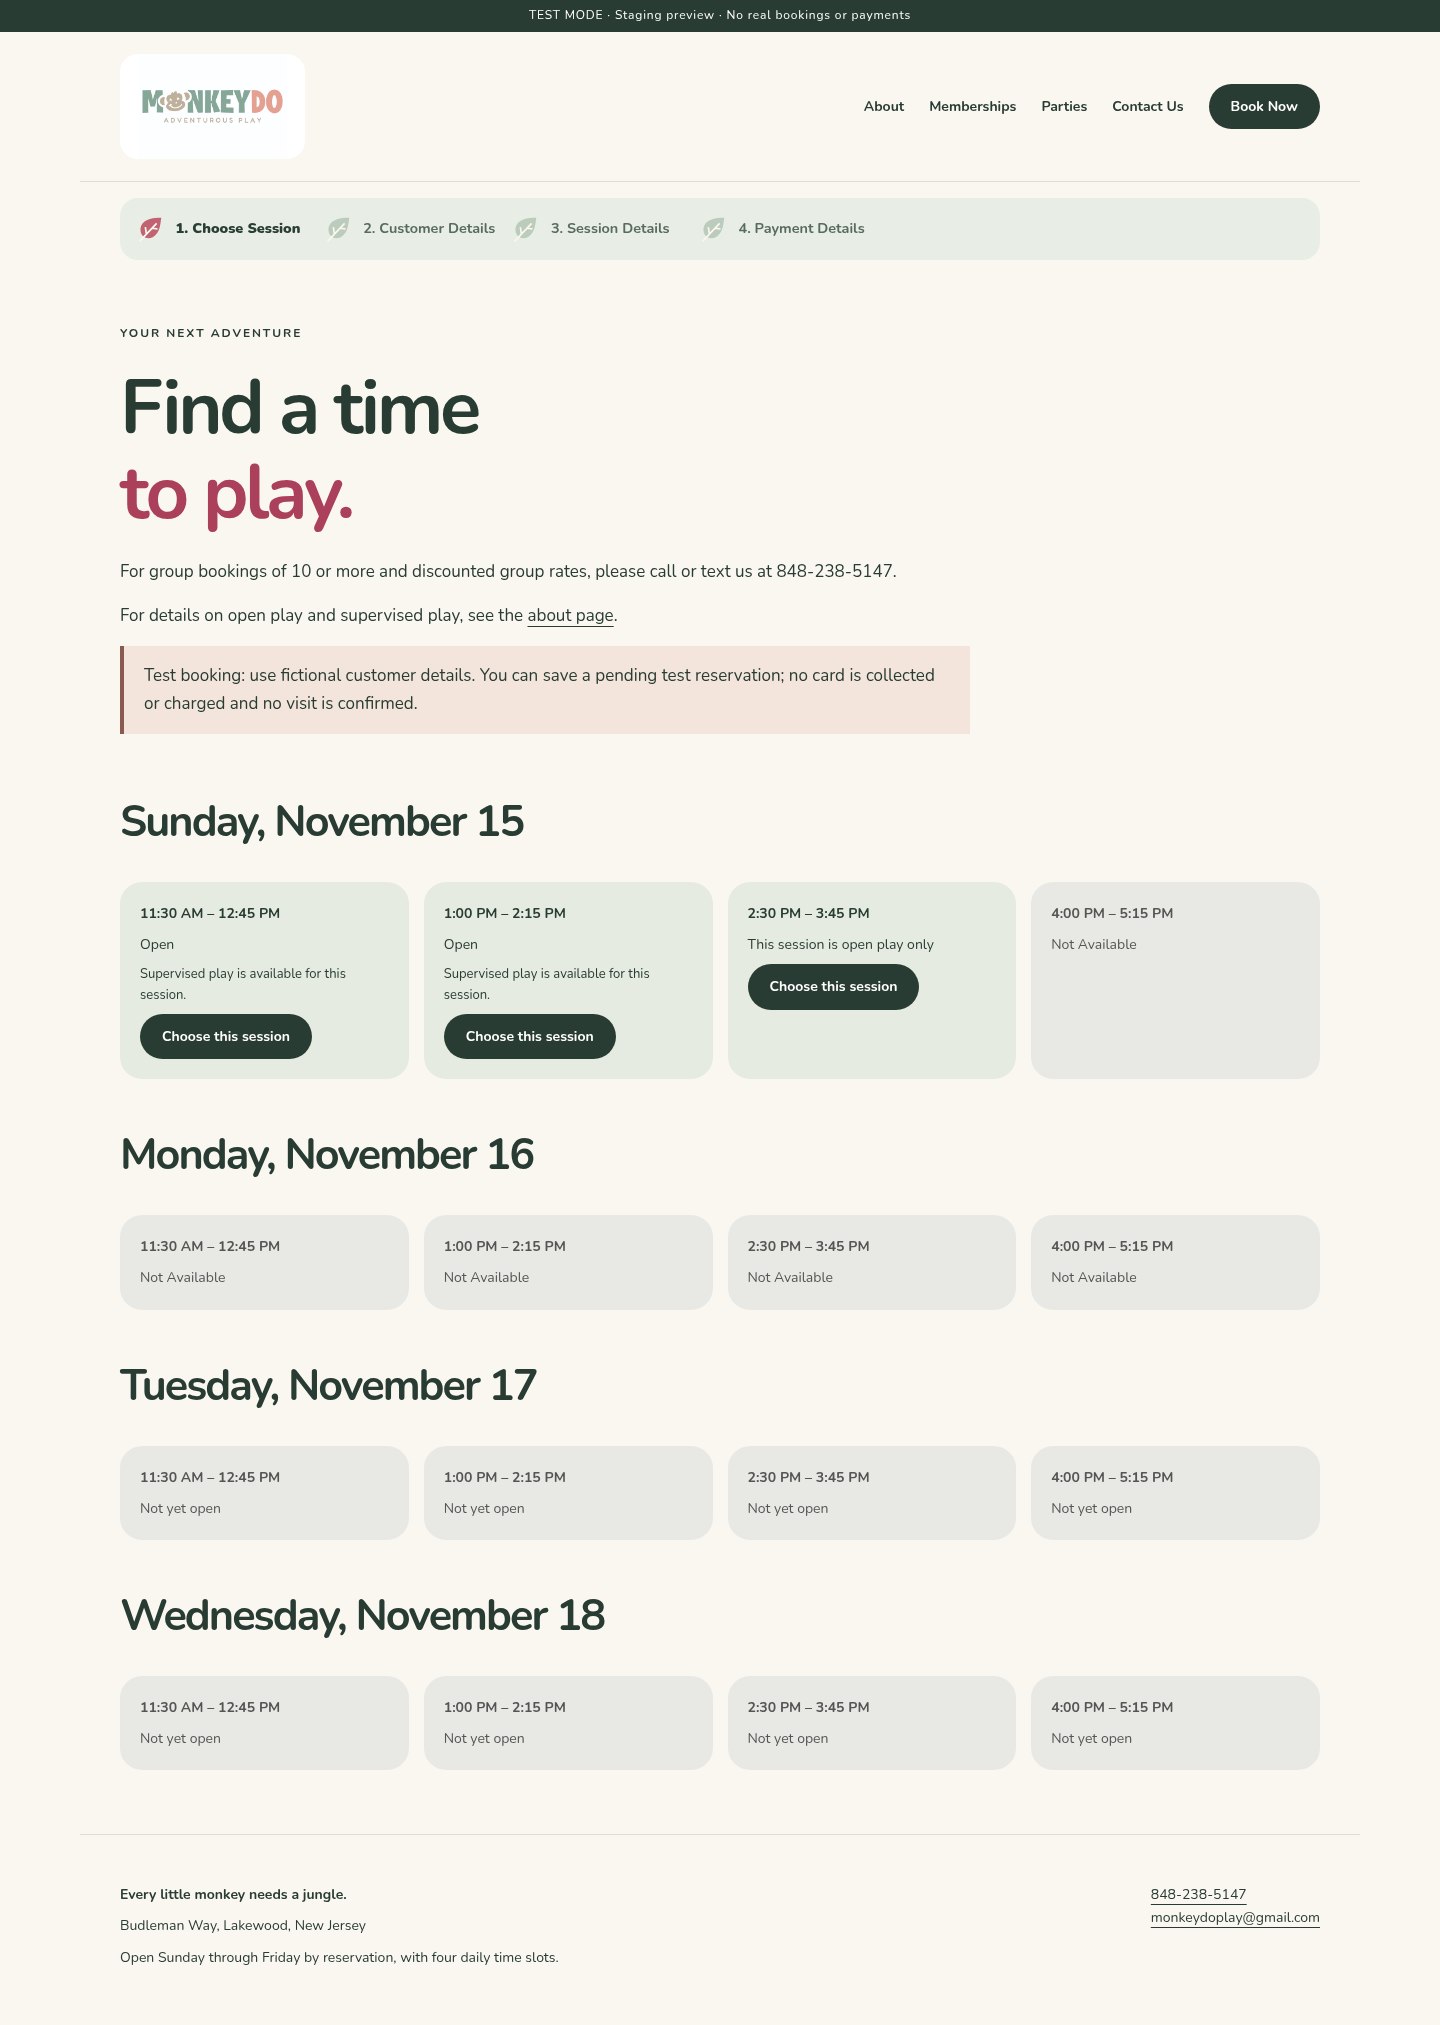 TEST MODE · Staging preview · No real bookings or payments
MONKEYDO
ADVENTUROUS PLAY
About
Memberships
Parties
Contact Us
Book Now
1. Choose Session
2. Customer Details
3. Session Details
4. Payment Details
YOUR NEXT ADVENTURE
Find a time
to play.
For group bookings of 10 or more and discounted group rates, please call or text us at 848-238-5147.
For details on open play and supervised play, see the about page.
Test booking: use fictional customer details. You can save a pending test reservation; no card is collected
or charged and no visit is confirmed.
Sunday, November 15
11:30 AM – 12:45 PM
Open
Supervised play is available for this
session.
Choose this session
1:00 PM – 2:15 PM
Open
Supervised play is available for this
session.
Choose this session
2:30 PM – 3:45 PM
This session is open play only
Choose this session
4:00 PM – 5:15 PM
Not Available
Monday, November 16
11:30 AM – 12:45 PM
Not Available
1:00 PM – 2:15 PM
Not Available
2:30 PM – 3:45 PM
Not Available
4:00 PM – 5:15 PM
Not Available
Tuesday, November 17
11:30 AM – 12:45 PM
Not yet open
1:00 PM – 2:15 PM
Not yet open
2:30 PM – 3:45 PM
Not yet open
4:00 PM – 5:15 PM
Not yet open
Wednesday, November 18
11:30 AM – 12:45 PM
Not yet open
1:00 PM – 2:15 PM
Not yet open
2:30 PM – 3:45 PM
Not yet open
4:00 PM – 5:15 PM
Not yet open
Every little monkey needs a jungle.
Budleman Way, Lakewood, New Jersey
Open Sunday through Friday by reservation, with four daily time slots.
848-238-5147
monkeydoplay@gmail.com